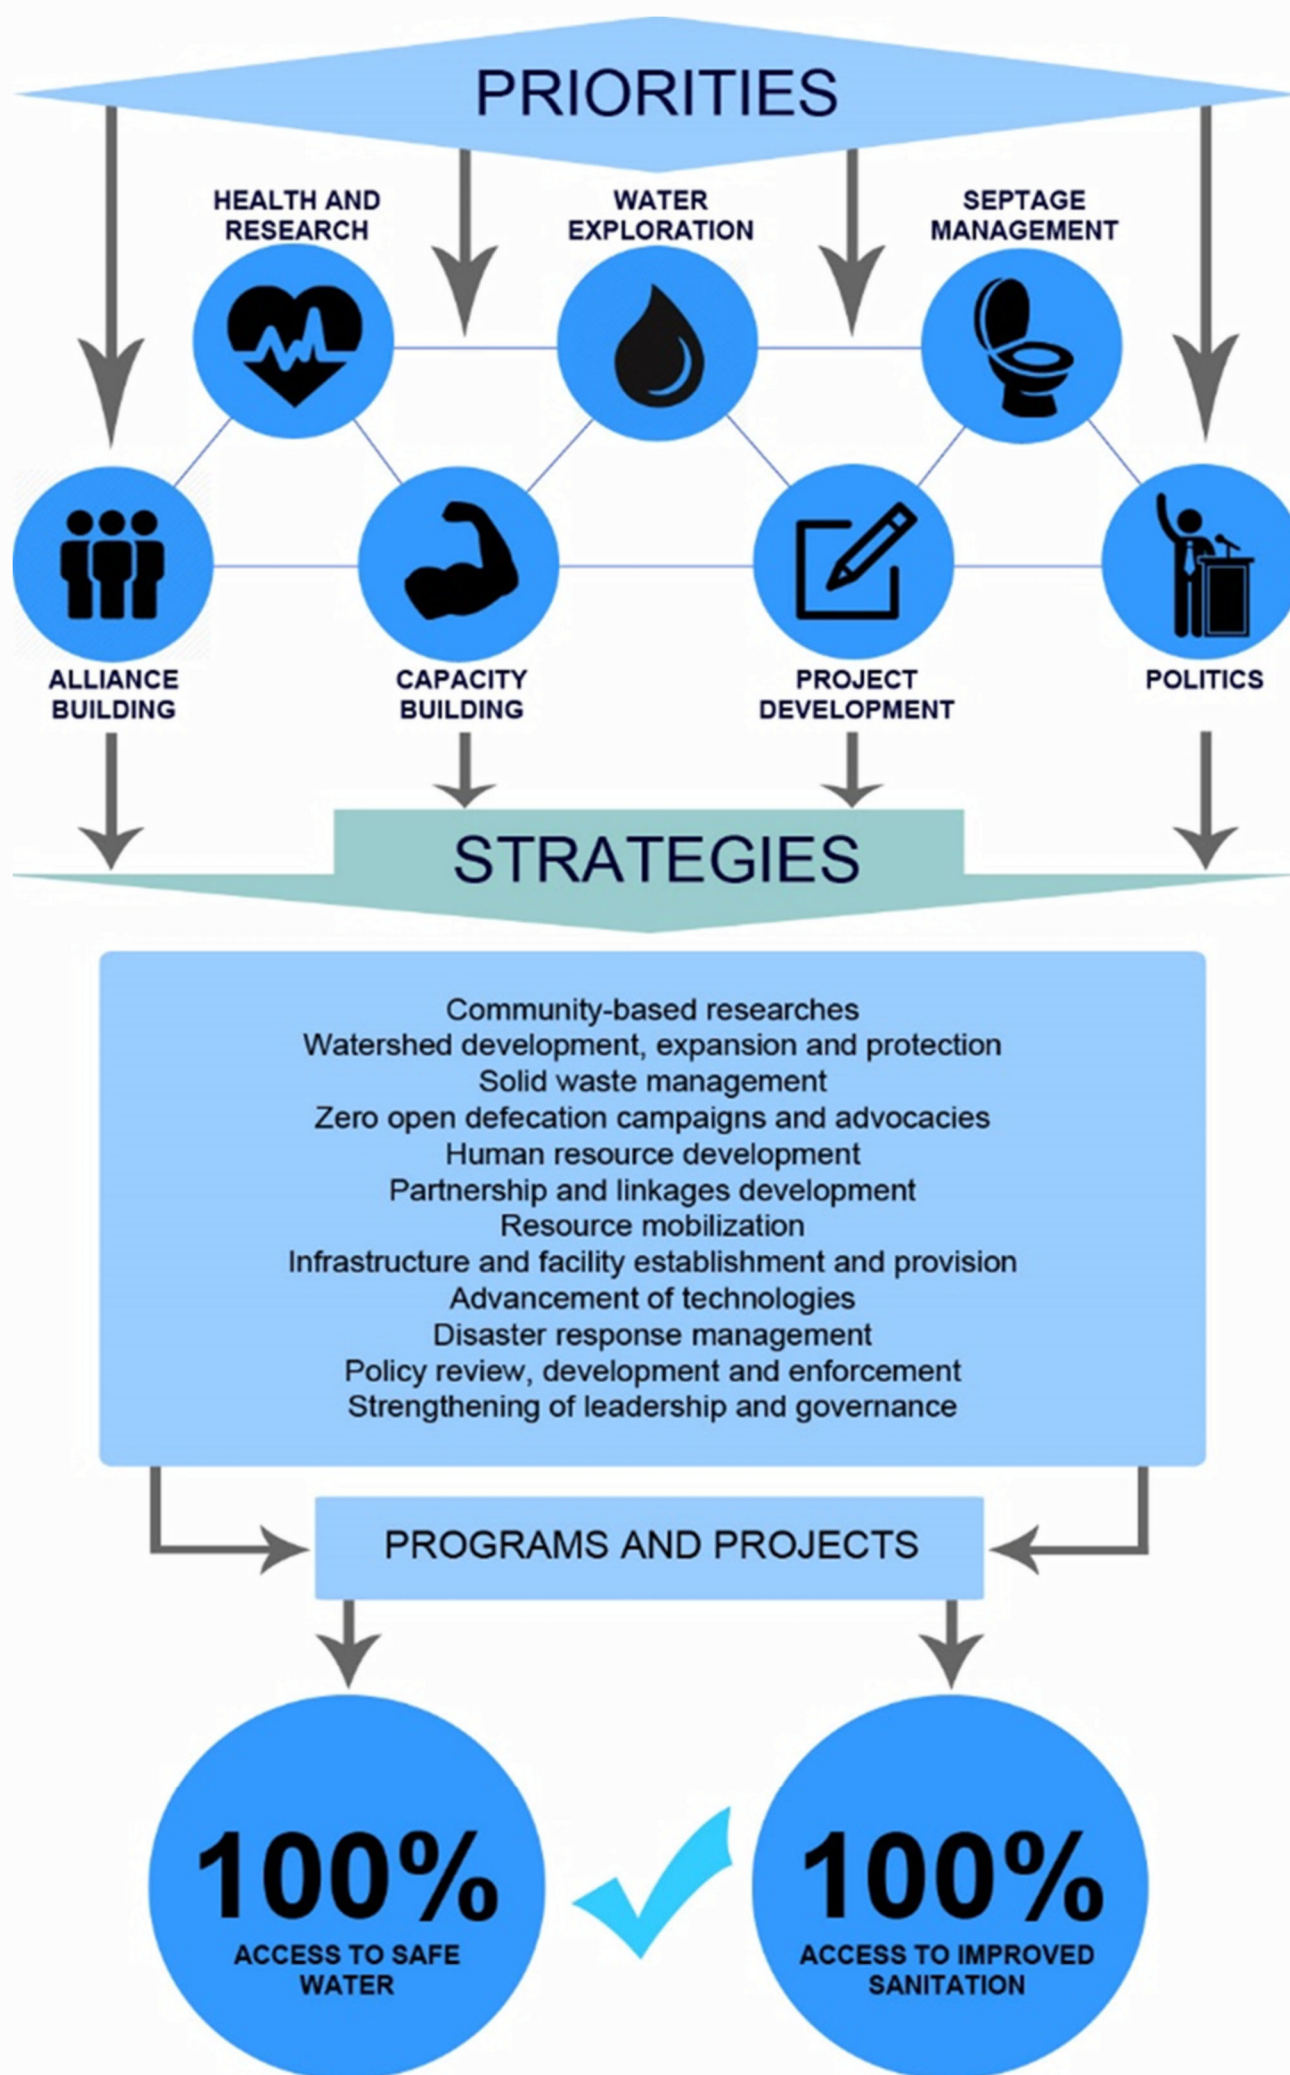 PRIORITIES
HEALTH AND
RESEARCH
WATER
EXPLORATION
SEPTAGE
MANAGEMENT
ALLIANCE
BUILDING
CAPACITY
BUILDING
PROJECT
DEVELOPMENT
POLITICS
STRATEGIES
Community-based researches
Watershed development, expansion and protection
Solid waste management
Zero open defecation campaigns and advocacies
Human resource development
Partnership and linkages development
Resource mobilization
Infrastructure and facility establishment and provision
Advancement of technologies
Disaster response management
Policy review, development and enforcement
Strengthening of leadership and governance
PROGRAMS AND PROJECTS
100%
ACCESS TO SAFE
WATER
100%
ACCESS TO IMPROVED
SANITATION